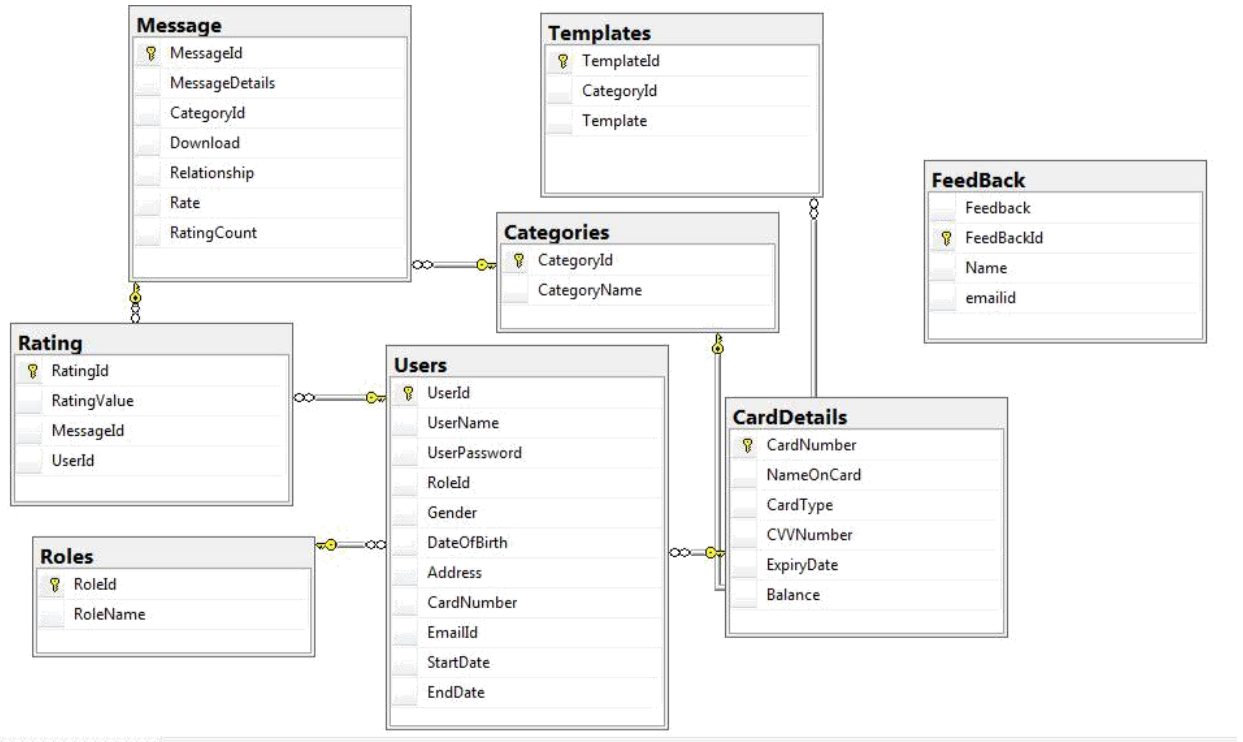 Message
MessageId
MessageDetails
CategoryId
Download
Relationship
Rate
RatingCount
Templates
TemplateId
CategoryId
Template
FeedBack
Feedback
FeedBackId
Name
emailid
Categories
CategoryId
CategoryName
Rating
RatingId
RatingValue
MessageId
UserId
Users
UserId
UserName
UserPassword
RoleId
Gender
DateOfBirth
Address
CardNumber
EmailId
StartDate
EndDate
CardDetails
CardNumber
NameOnCard
CardType
CVVNumber
ExpiryDate
Balance
Roles
RoleId
RoleName